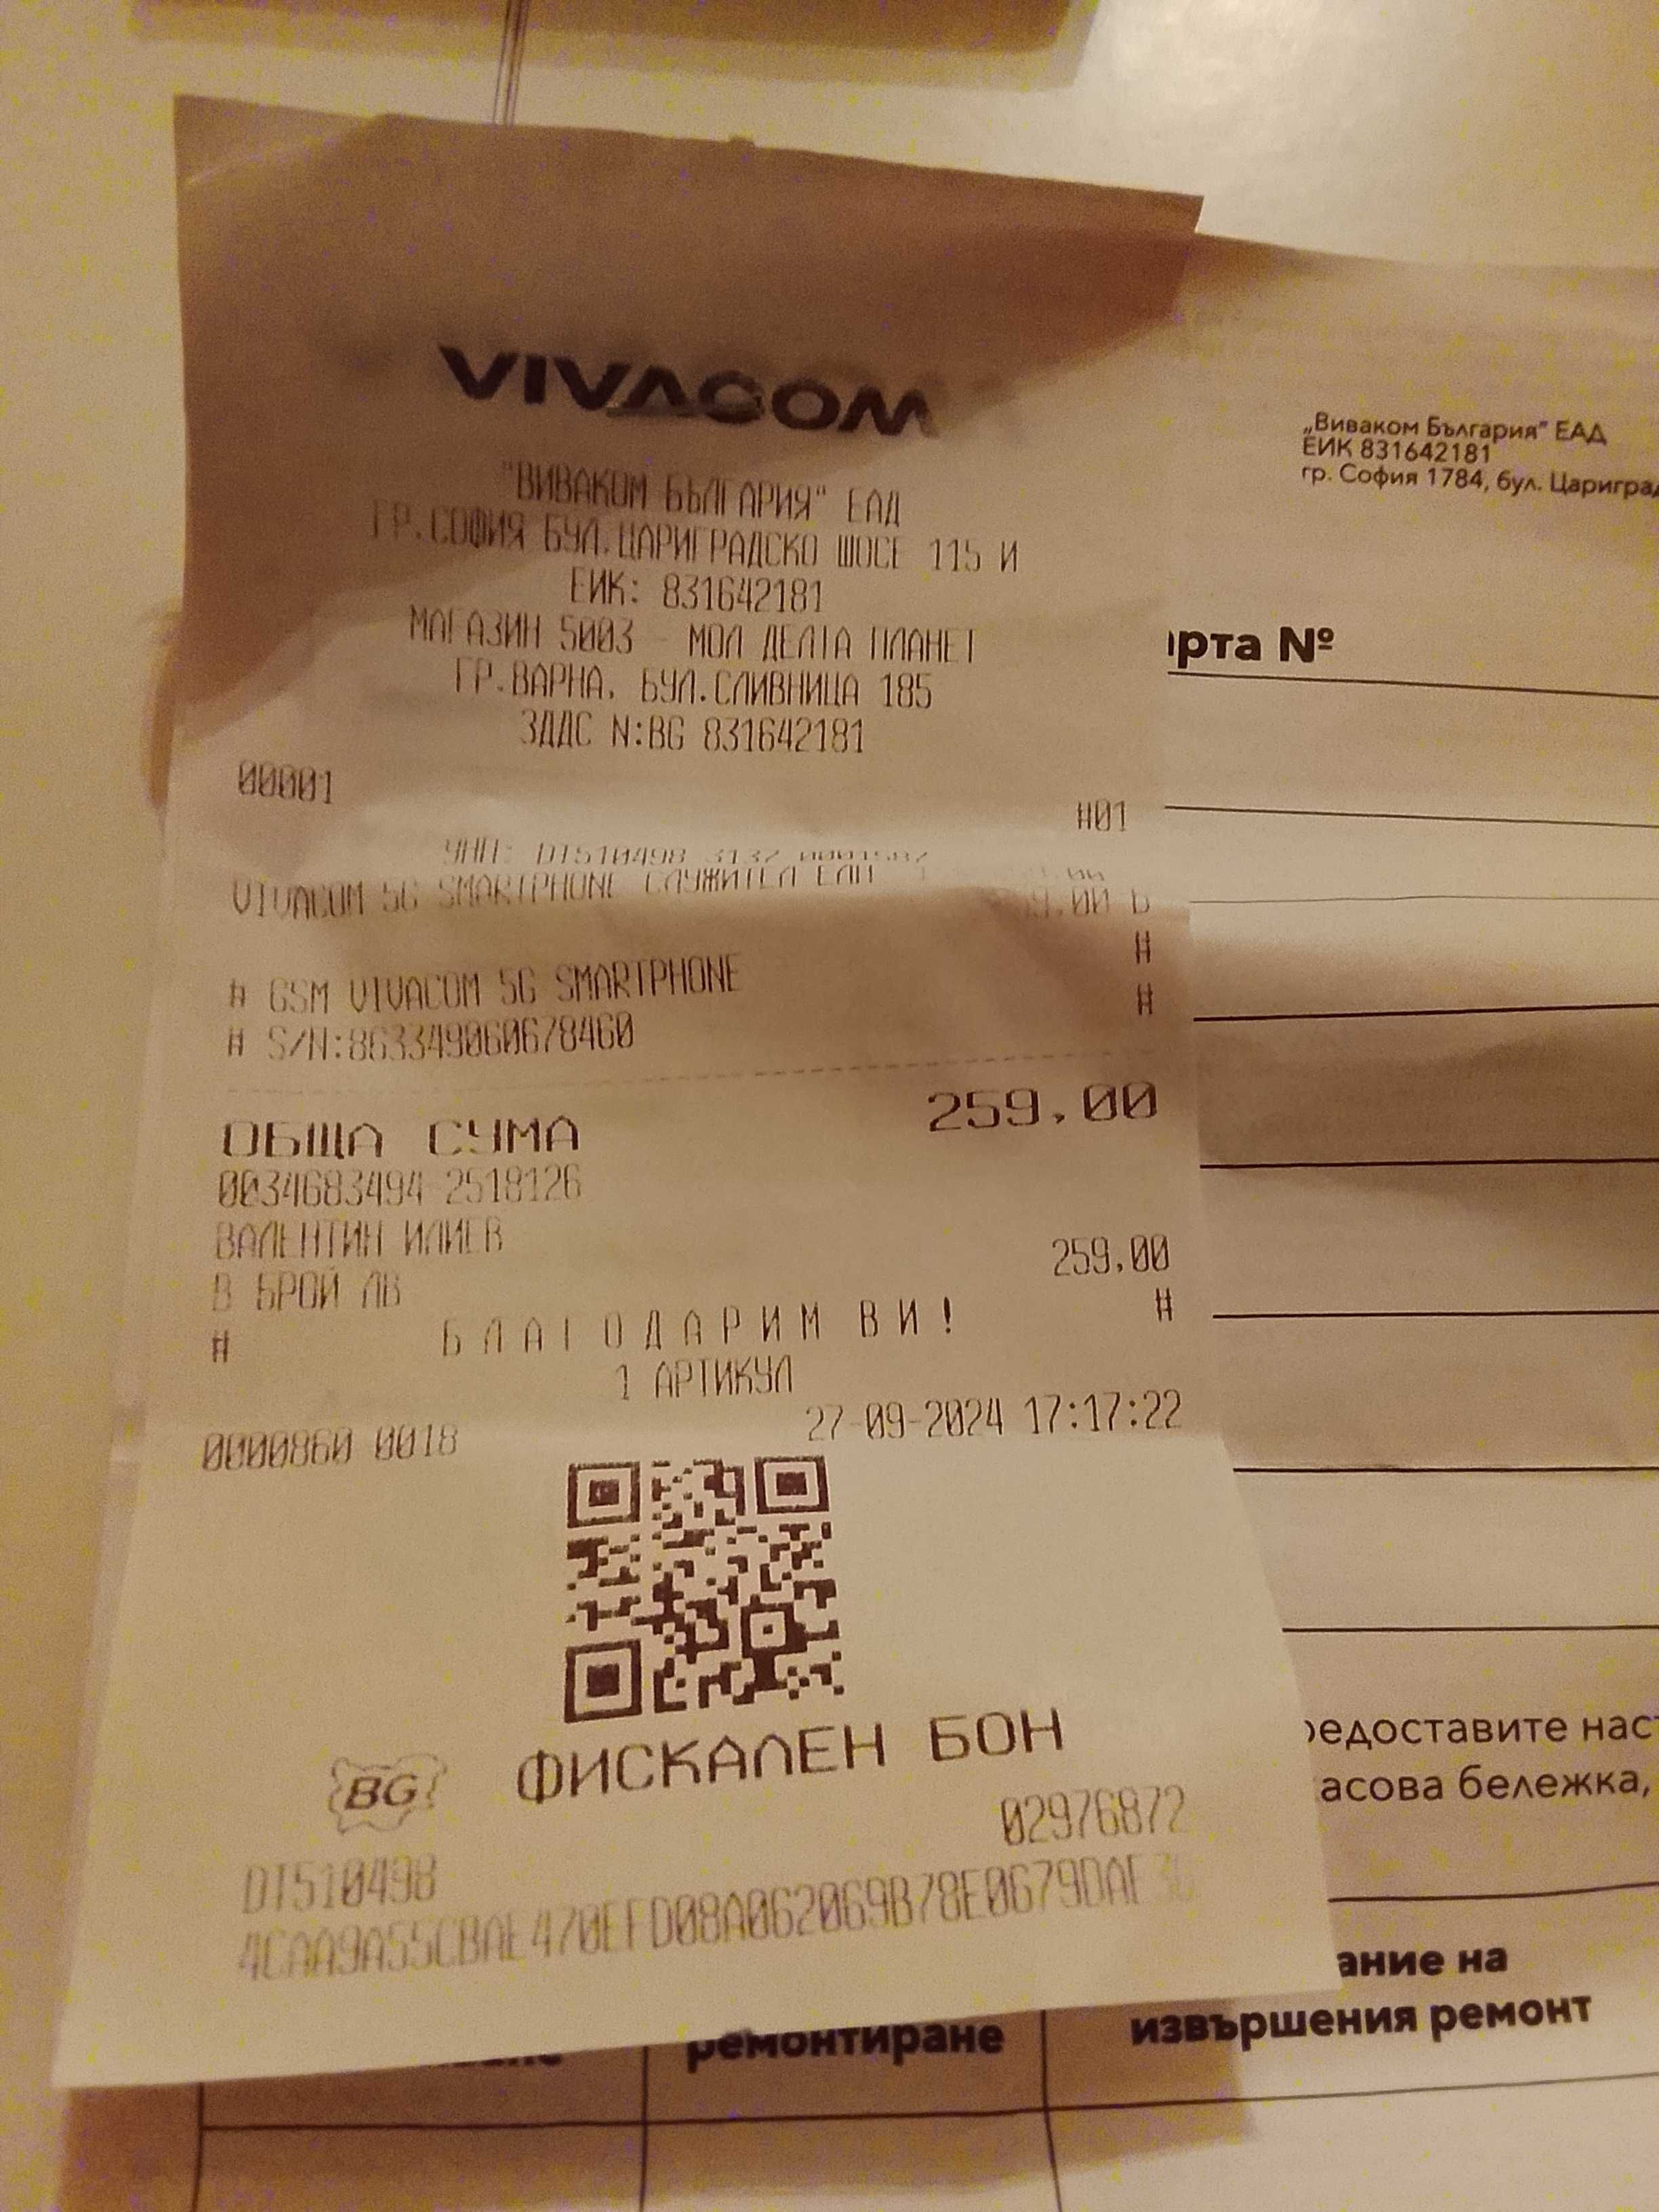 VIVACOM
"ВИВАКОМ БЪЛГАРИЯ" ЕАД
ГР.СОФИЯ БУЛ.ЦАРИГРАДСКО ШОСЕ 115 И
ЕИК: 831642181
МАГАЗИН 5003 - МОЛ ДЕЛТА ПЛАНЕТ
ГР.ВАРНА, БУЛ.СЛИВНИЦА 185
ЗДДС N:BG 831642181
00001
#01
УНП: DT510498
VIVACOM 5G SMARTPHONE СЛУЖИТЕЛ
# #
# GSM VIVACOM 5G SMARTPHONE #
# S/N:863349060678460
ОБЩА СУМА 259,00
0034683494 2518126
ВАЛЕНТИН ИЛИЕВ
В БРОЙ ЛВ 259,00
# БЛАГОДАРИМ ВИ! #
1 АРТИКУЛ
0000860 0018 27-09-2024 17:17:22
BG ФИСКАЛЕН БОН
DT510498 02976872
„Виваком България" ЕАД
ЕИК 831642181
гр. София 1784, бул. Цариград
арта №
редоставите нас
асова бележка,
ремонтиране
ание на
извършения ремонт